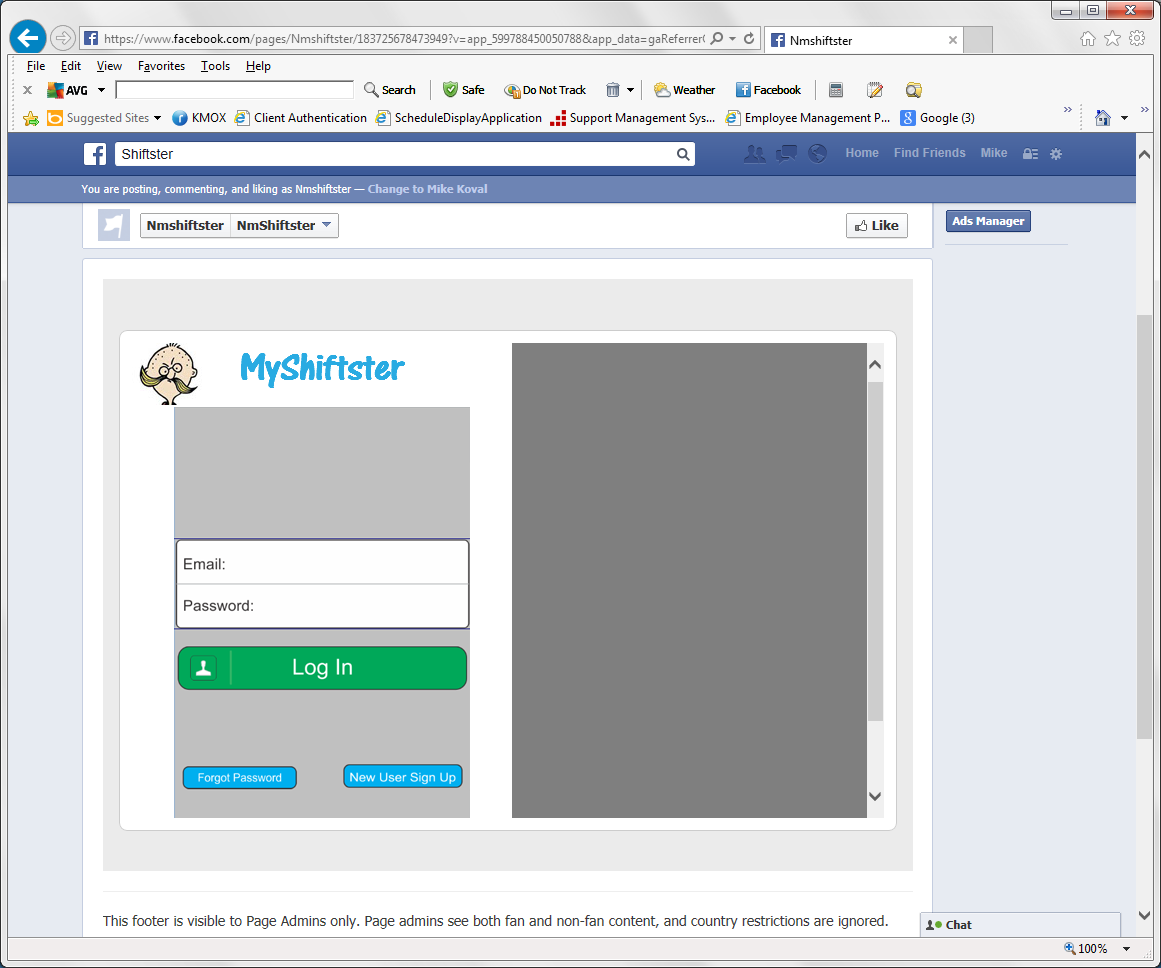 https://www.facebook.com/pages/Nmshiftster/183725678473949?v=app_599788450050788&app_data=gaReferrer
Nmshiftster
File Edit View Favorites Tools Help
AVG Search Safe Do Not Track Weather Facebook
Suggested Sites KMOX Client Authentication ScheduleDisplayApplication Support Management Sys... Employee Management P... Google (3)
Shiftster Home Find Friends Mike
You are posting, commenting, and liking as Nmshiftster — Change to Mike Koval
Nmshiftster NmShiftster Like Ads Manager
MyShiftster
Email:
Password:
Log In
Forgot Password New User Sign Up
This footer is visible to Page Admins only. Page admins see both fan and non-fan content, and country restrictions are ignored.
Chat
100%